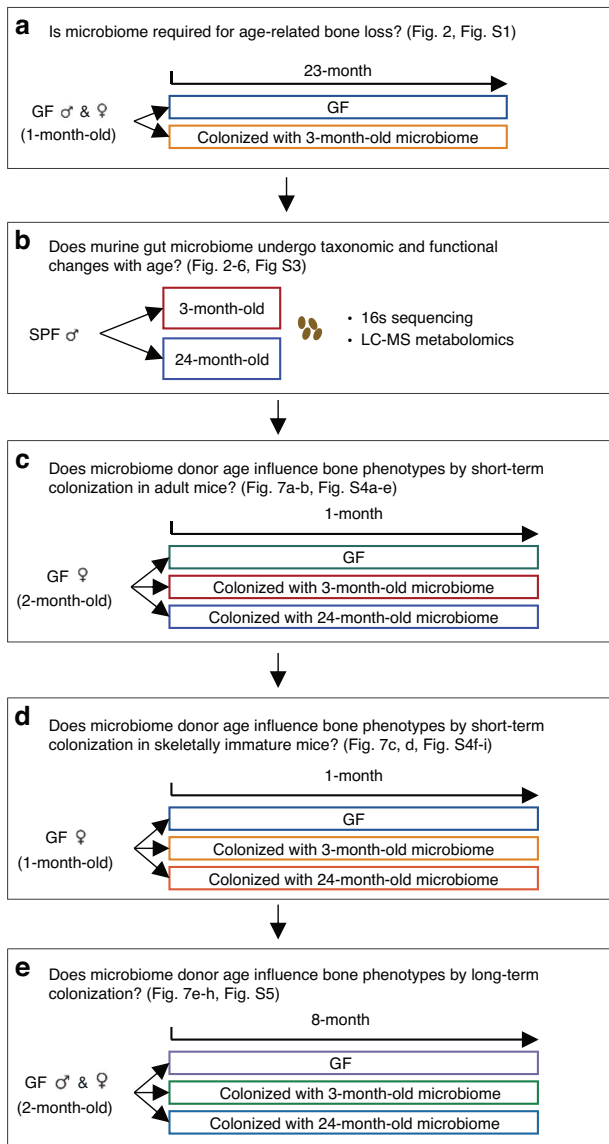 a
Is microbiome required for age-related bone loss? (Fig. 2, Fig. S1)
23-month
GF ♂ & ♀
(1-month-old)
GF
Colonized with 3-month-old microbiome
b
Does murine gut microbiome undergo taxonomic and functional
changes with age? (Fig. 2-6, Fig S3)
SPF ♂
3-month-old
24-month-old
• 16s sequencing
• LC-MS metabolomics
c
Does microbiome donor age influence bone phenotypes by short-term
colonization in adult mice? (Fig. 7a-b, Fig. S4a-e)
1-month
GF ♀
(2-month-old)
GF
Colonized with 3-month-old microbiome
Colonized with 24-month-old microbiome
d
Does microbiome donor age influence bone phenotypes by short-term
colonization in skeletally immature mice? (Fig. 7c, d, Fig. S4f-i)
1-month
GF ♀
(1-month-old)
GF
Colonized with 3-month-old microbiome
Colonized with 24-month-old microbiome
e
Does microbiome donor age influence bone phenotypes by long-term
colonization? (Fig. 7e-h, Fig. S5)
8-month
GF ♂ & ♀
(2-month-old)
GF
Colonized with 3-month-old microbiome
Colonized with 24-month-old microbiome